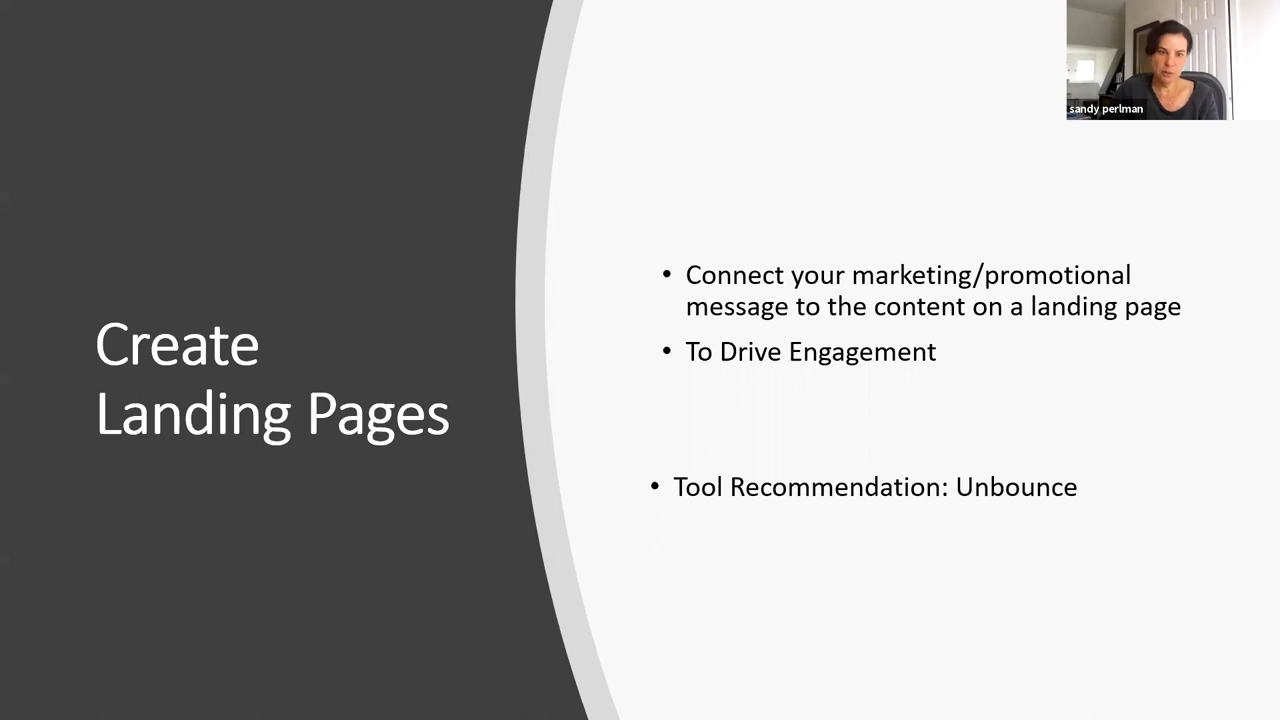 Create
Landing Pages
• Connect your marketing/promotional
message to the content on a landing page
• To Drive Engagement
• Tool Recommendation: Unbounce
sandy perlman